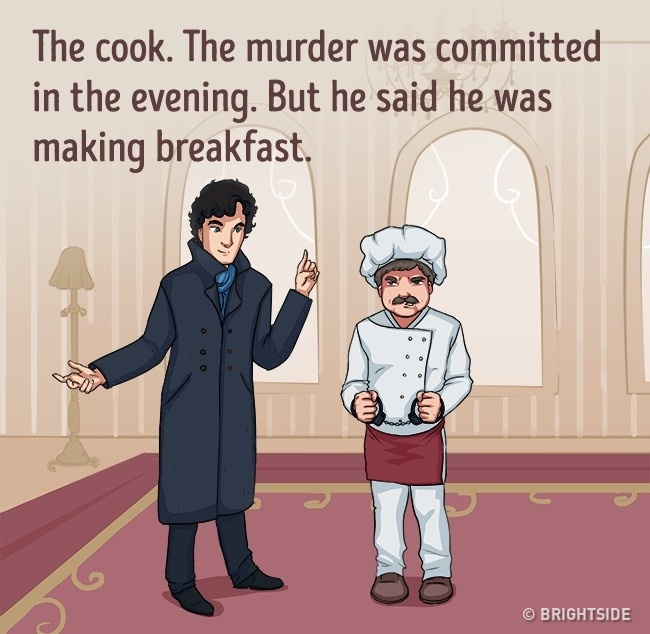 The cook. The murder was committed
in the evening. But he said he was
making breakfast.
© BRIGHTSIDE